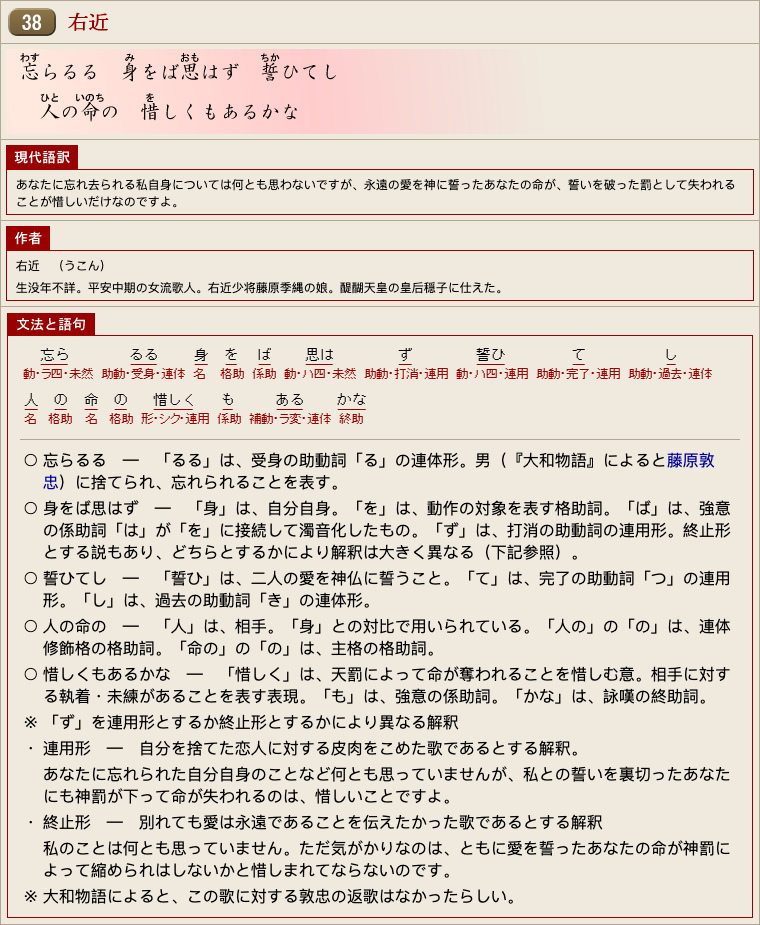 38 右近
わす み おも ちか
忘らるる 身をば思はず 誓ひてし
ひと いのち を
人の命の 惜しくもあるかな
現代語訳
あなたに忘れ去られる私自身については何とも思わないですが、永遠の愛を神に誓ったあなたの命が、誓いを破った罰として失われる
ことが惜しいだけなのですよ。
作者
右近 （うこん）
生没年不詳。平安中期の女流歌人。右近少将藤原季縄の娘。醍醐天皇の皇后穏子に仕えた。
文法と語句
忘ら るる 身 を ば 思は ず 誓ひ て し
動・ラ四・未然 助動・受身・連体 名 格助 係助 動・ハ四・未然 助動・打消・連用 動・ハ四・連用 助動・完了・連用 助動・過去・連体
人 の 命 の 惜しく も ある かな
名 格助 名 格助 形・シク・連用 係助 補動・ラ変・連体 終助
○ 忘らるる ― 「るる」は、受身の助動詞「る」の連体形。男（『大和物語』によると藤原敦
忠）に捨てられ、忘れられることを表す。
○ 身をば思はず ― 「身」は、自分自身。「を」は、動作の対象を表す格助詞。「ば」は、強意
の係助詞「は」が「を」に接続して濁音化したもの。「ず」は、打消の助動詞の連用形。終止形
とする説もあり、どちらとするかにより解釈は大きく異なる（下記参照）。
○ 誓ひてし ― 「誓ひ」は、二人の愛を神仏に誓うこと。「て」は、完了の助動詞「つ」の連用
形。「し」は、過去の助動詞「き」の連体形。
○ 人の命の ― 「人」は、相手。「身」との対比で用いられている。「人の」の「の」は、連体
修飾格の格助詞。「命の」の「の」は、主格の格助詞。
○ 惜しくもあるかな ― 「惜しく」は、天罰によって命が奪われることを惜しむ意。相手に対す
る執着・未練があることを表す表現。「も」は、強意の係助詞。「かな」は、詠嘆の終助詞。
※ 「ず」を連用形とするか終止形とするかにより異なる解釈
・ 連用形 ― 自分を捨てた恋人に対する皮肉をこめた歌であるとする解釈。
あなたに忘れられた自分自身のことなど何とも思っていませんが、私との誓いを裏切ったあなた
にも神罰が下って命が失われるのは、惜しいことですよ。
・ 終止形 ― 別れても愛は永遠であることを伝えたかった歌であるとする解釈
私のことは何とも思っていません。ただ気がかりなのは、ともに愛を誓ったあなたの命が神罰に
よって縮められはしないかと惜しまれてならないのです。
※ 大和物語によると、この歌に対する敦忠の返歌はなかったらしい。